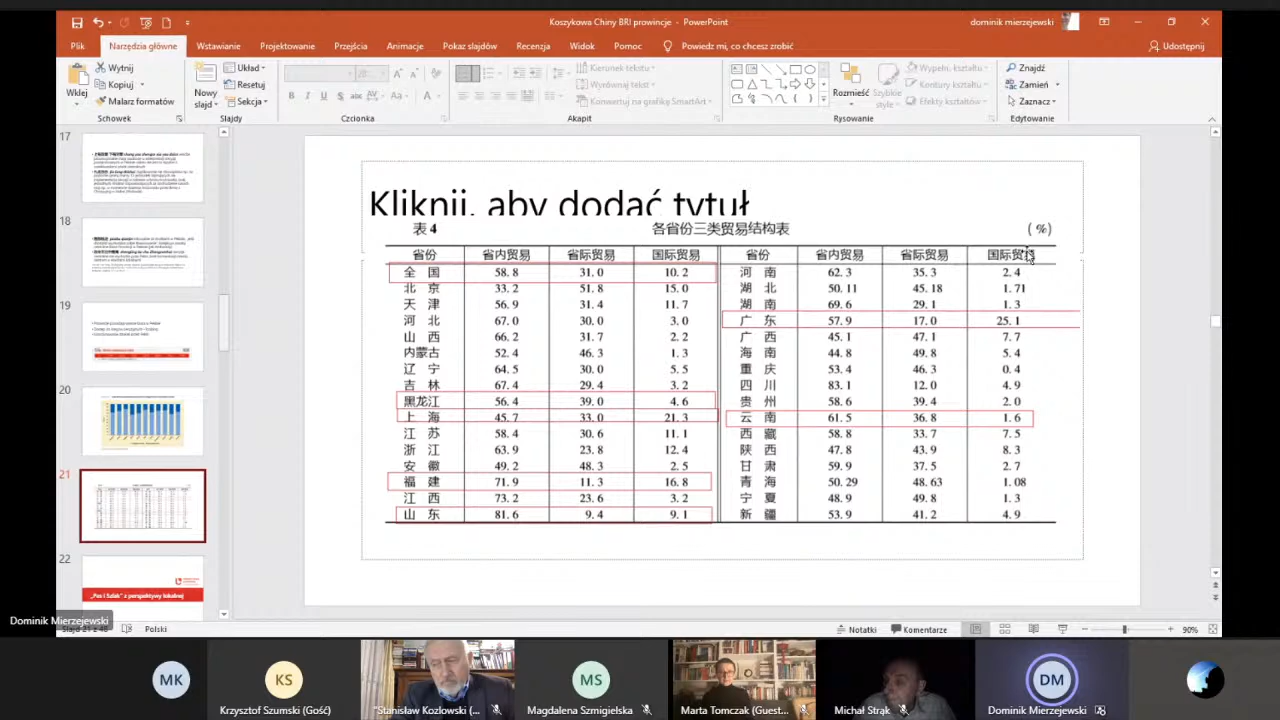 Koszykowa Chiny BRI prowincje - PowerPoint
dominik mierzejewski
Plik Narzędzia główne Wstawianie Projektowanie Przejścia Animacje Pokaz slajdów Recenzja Widok Pomoc Powiedz mi, co chcesz zrobić Udostępnij
Wklej
Wytnij
Kopiuj
Malarz formatów
Schowek
Nowy slajd
Układ
Resetuj
Sekcja
Slajdy
Czcionka
Kierunek tekstu
Wyrównaj tekst
Konwertuj na grafikę SmartArt
Akapit
Rozmieść
Szybkie style
Wypełn. kształtu
Kontury kształtu
Efekty kształtów
Rysowanie
Znajdź
Zamień
Zaznacz
Edytowanie
17
18
19
20
21
22
„Pas i Szlak” z perspektywy lokalnej
Kliknij, aby dodać tytuł
表4 各省份三类贸易结构表 (%)
省份 省内贸易 省际贸易 国际贸易 省份 省内贸易 省际贸易 国际贸易
全国 58.8 31.0 10.2 河南 62.3 35.3 2.4
北京 33.2 51.8 15.0 湖北 50.11 45.18 1.71
天津 56.9 31.4 11.7 湖南 69.6 29.1 1.3
河北 67.0 30.0 3.0 广东 57.9 17.0 25.1
山西 66.2 31.7 2.2 广西 45.1 47.1 7.7
内蒙古 52.4 46.3 1.3 海南 44.8 49.8 5.4
辽宁 64.5 30.0 5.5 重庆 53.4 46.3 0.4
吉林 67.4 29.4 3.2 四川 83.1 12.0 4.9
黑龙江 56.4 39.0 4.6 贵州 58.6 39.4 2.0
上海 45.7 33.0 21.3 云南 61.5 36.8 1.6
江苏 58.4 30.6 11.1 西藏 58.8 33.7 7.5
浙江 63.9 23.8 12.4 陕西 47.8 43.9 8.3
安徽 49.2 48.3 2.5 甘肃 59.9 37.5 2.7
福建 71.9 11.3 16.8 青海 50.29 48.63 1.08
江西 73.2 23.6 3.2 宁夏 48.9 49.8 1.3
山东 81.6 9.4 9.1 新疆 53.9 41.2 4.9
Dominik Mierzejewski
Polski
Notatki
Komentarze
90%
MK
KS
Krzysztof Szumski (Gość)
"Stanisław Kozlowski (...
MS
Magdalena Szmigielska
Marta Tomczak (Guest...
Michał Strąk
DM
Dominik Mierzejewski